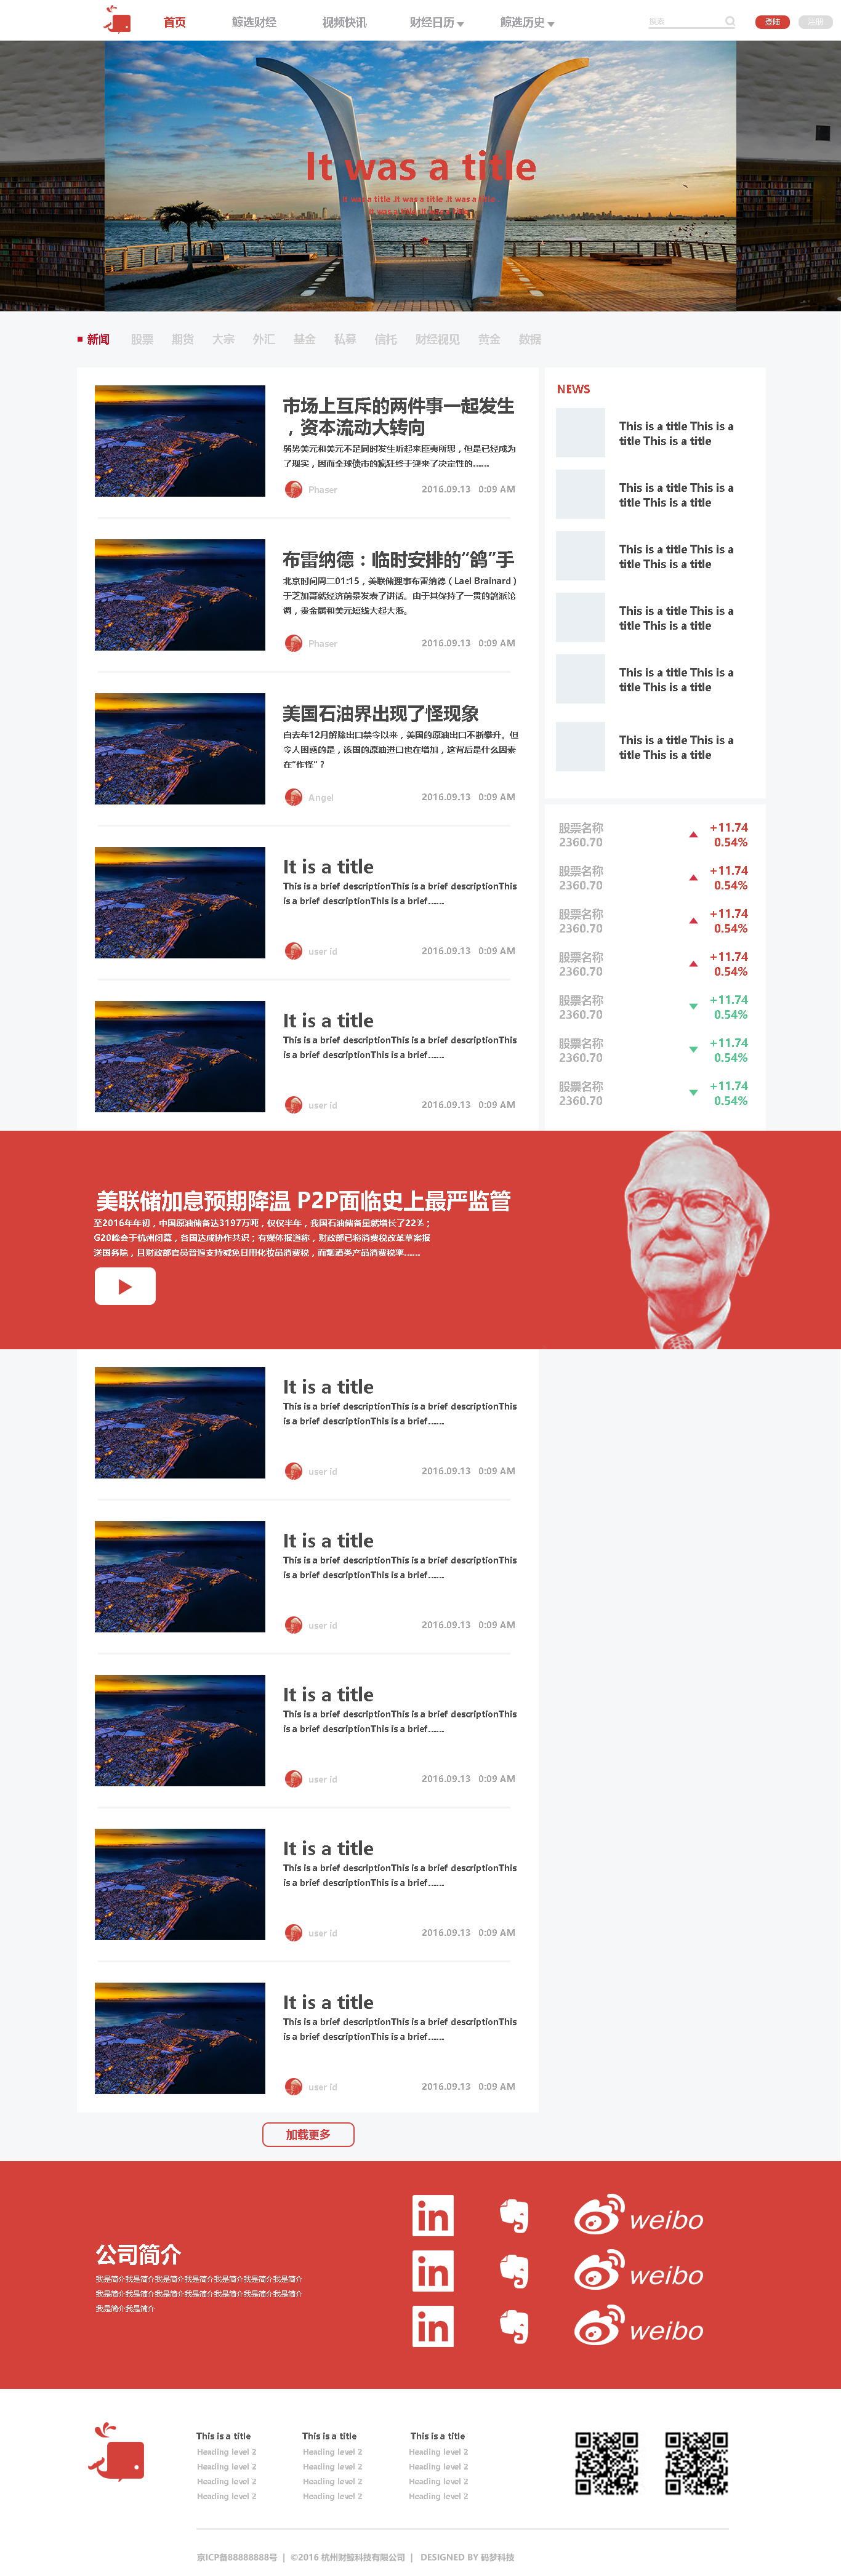 首页 鲸选财经 视频快讯 财经日历 鲸选历史 搜索 登陆 注册
It was a title
It was a title .It was a title .It was a title
新闻 股票 期货 大宗 外汇 基金 私募 信托 财经视见 黄金 数据
市场上互斥的两件事一起发生
，资本流动大转向
弱势美元和美元不足同时发生听起来匪夷所思，但是已经成为
了现实，因而全球债市的疯狂终于迎来了决定性的……
Phaser 2016.09.13 0:09 AM
布雷纳德：临时安排的“鸽”手
北京时间周二01:15，美联储理事布雷纳德（Lael Brainard）
于芝加哥就经济前景发表了讲话。由于其保持了一贯的鸽派论
调，贵金属和美元短线大起大落。
Phaser 2016.09.13 0:09 AM
美国石油界出现了怪现象
自去年12月解除出口禁令以来，美国的原油出口不断攀升。但
令人困惑的是，该国的原油进口也在增加，这背后是什么因素
在“作怪”？
Angel 2016.09.13 0:09 AM
It is a title
This is a brief descriptionThis is a brief descriptionThis
is a brief descriptionThis is a brief……
user id 2016.09.13 0:09 AM
It is a title
This is a brief descriptionThis is a brief descriptionThis
is a brief descriptionThis is a brief……
user id 2016.09.13 0:09 AM
NEWS
This is a title This is a
title This is a title
This is a title This is a
title This is a title
This is a title This is a
title This is a title
This is a title This is a
title This is a title
This is a title This is a
title This is a title
This is a title This is a
title This is a title
股票名称 +11.74
2360.70 0.54%
股票名称 +11.74
2360.70 0.54%
股票名称 +11.74
2360.70 0.54%
股票名称 +11.74
2360.70 0.54%
股票名称 +11.74
2360.70 0.54%
股票名称 +11.74
2360.70 0.54%
股票名称 +11.74
2360.70 0.54%
美联储加息预期降温 P2P面临史上最严监管
至2016年年初，中国原油储备达3197万吨，仅仅半年，我国石油储备量就增长了22%；
G20峰会于杭州闭幕，各国达成协作共识；有媒体报道称，财政部已将消费税改革草案报
送国务院，且财政部官员曾遍支持减免日用化妆品消费税，而烟酒类产品消费税率……
It is a title
This is a brief descriptionThis is a brief descriptionThis
is a brief descriptionThis is a brief……
user id 2016.09.13 0:09 AM
It is a title
This is a brief descriptionThis is a brief descriptionThis
is a brief descriptionThis is a brief……
user id 2016.09.13 0:09 AM
It is a title
This is a brief descriptionThis is a brief descriptionThis
is a brief descriptionThis is a brief……
user id 2016.09.13 0:09 AM
It is a title
This is a brief descriptionThis is a brief descriptionThis
is a brief descriptionThis is a brief……
user id 2016.09.13 0:09 AM
It is a title
This is a brief descriptionThis is a brief descriptionThis
is a brief descriptionThis is a brief……
user id 2016.09.13 0:09 AM
加载更多
公司简介
我是简介我是简介我是简介我是简介我是简介我是简介我是简介
我是简介我是简介我是简介我是简介我是简介我是简介我是简介
我是简介我是简介
in weibo
in weibo
in weibo
This is a title This is a title This is a title
Heading level 2 Heading level 2 Heading level 2
Heading level 2 Heading level 2 Heading level 2
Heading level 2 Heading level 2 Heading level 2
Heading level 2 Heading level 2 Heading level 2
京ICP备88888888号 | ©2016 杭州财鲸科技有限公司 | DESIGNED BY 码梦科技